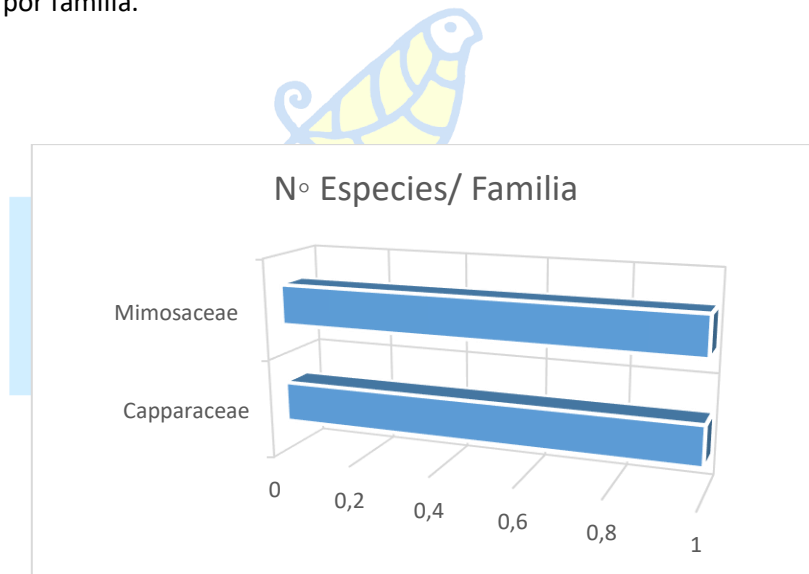 por familia.
N◦ Especies/ Familia
Mimosaceae
Capparaceae
0
0,2
0,4
0,6
0,8
1